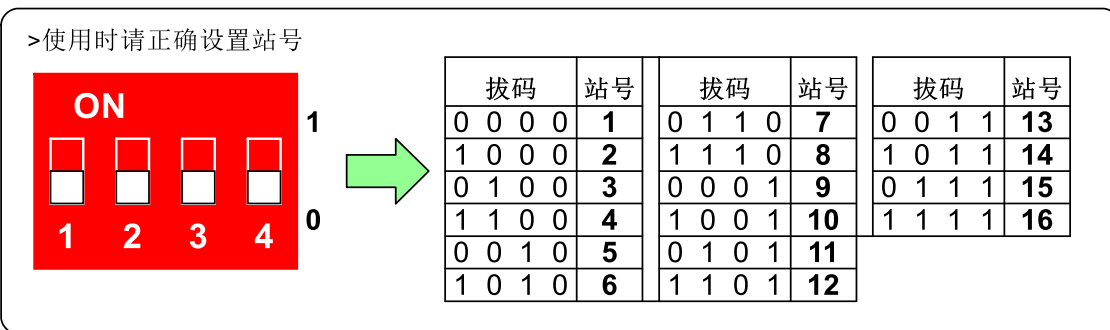 >使用时请正确设置站号
ON
1
0
1 2 3 4
拔码 站号 拔码 站号 拔码 站号
0 0 0 0 1 0 1 1 0 7 0 0 1 1 13
1 0 0 0 2 1 1 1 0 8 1 0 1 1 14
0 1 0 0 3 0 0 0 1 9 0 1 1 1 15
1 1 0 0 4 1 0 0 1 10 1 1 1 1 16
0 0 1 0 5 0 1 0 1 11
1 0 1 0 6 1 1 0 1 12